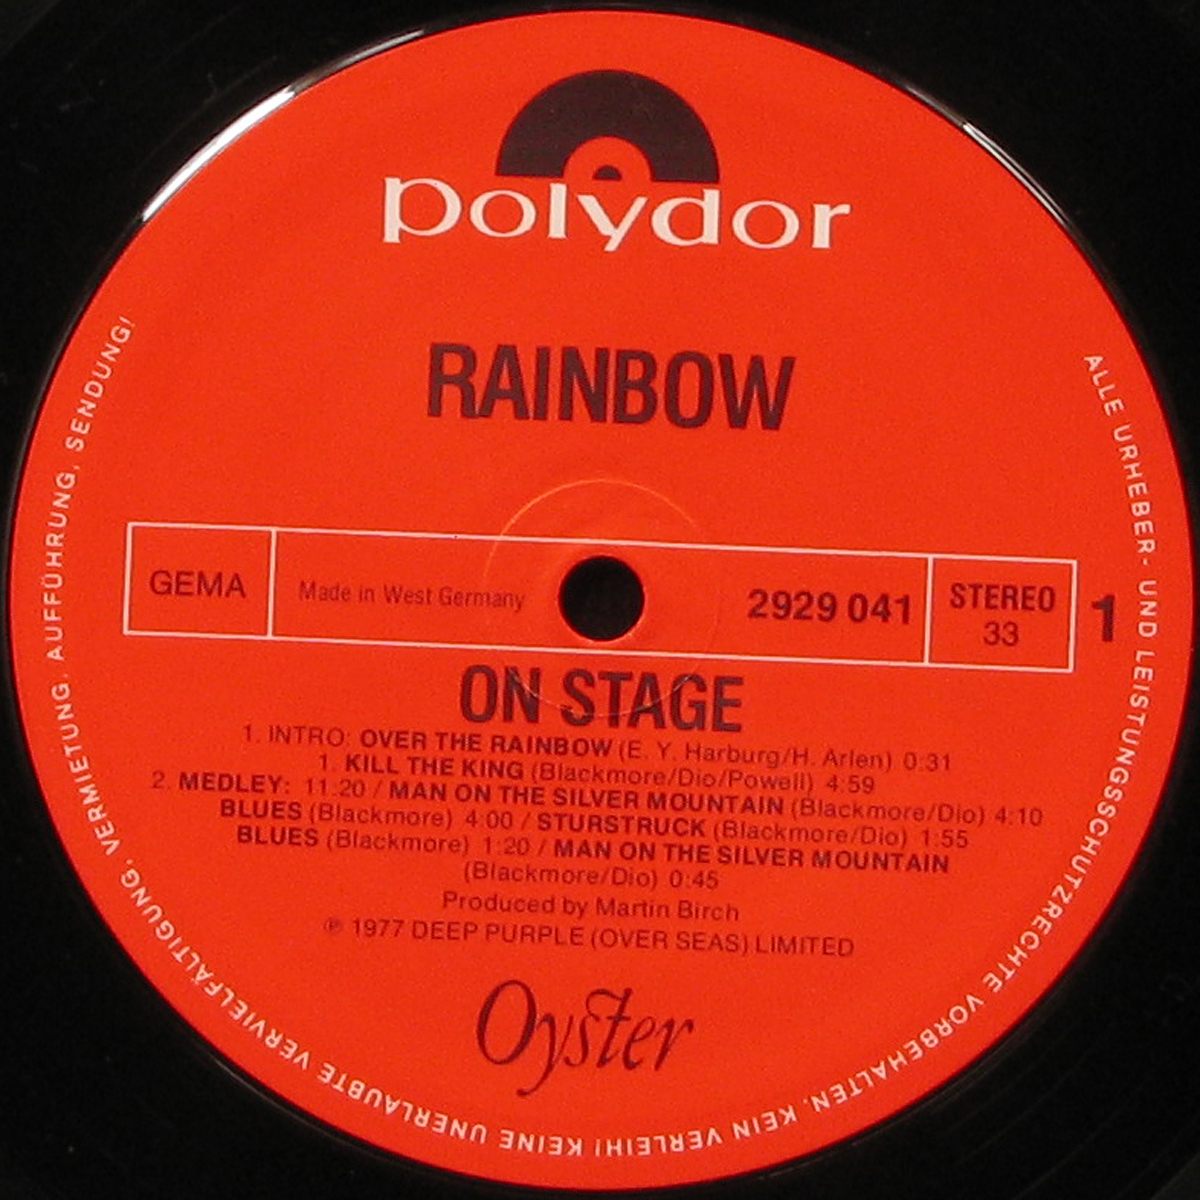 polydor
RAINBOW
GEMA
Made in West Germany
2929 041
STEREO
33
1
ON STAGE
1. INTRO: OVER THE RAINBOW (E. Y. Harburg/H. Arlen) 0:31
1. KILL THE KING (Blackmore/Dio/Powell) 4:59
2. MEDLEY: 11:20 / MAN ON THE SILVER MOUNTAIN (Blackmore/Dio) 4:10
BLUES (Blackmore) 4:00 / STURSTRUCK (Blackmore/Dio) 1:55
BLUES (Blackmore) 1:20 / MAN ON THE SILVER MOUNTAIN
(Blackmore/Dio) 0:45
Produced by Martin Birch
℗ 1977 DEEP PURPLE (OVER SEAS) LIMITED
Oyster
ALLE URHEBER- UND LEISTUNGSSCHUTZRECHTE VORBEHALTEN. KEIN VERLEIH! KEINE UNERLAUBTE VERVIELFÄLTIGUNG, VERMIETUNG, AUFFÜHRUNG, SENDUNG!